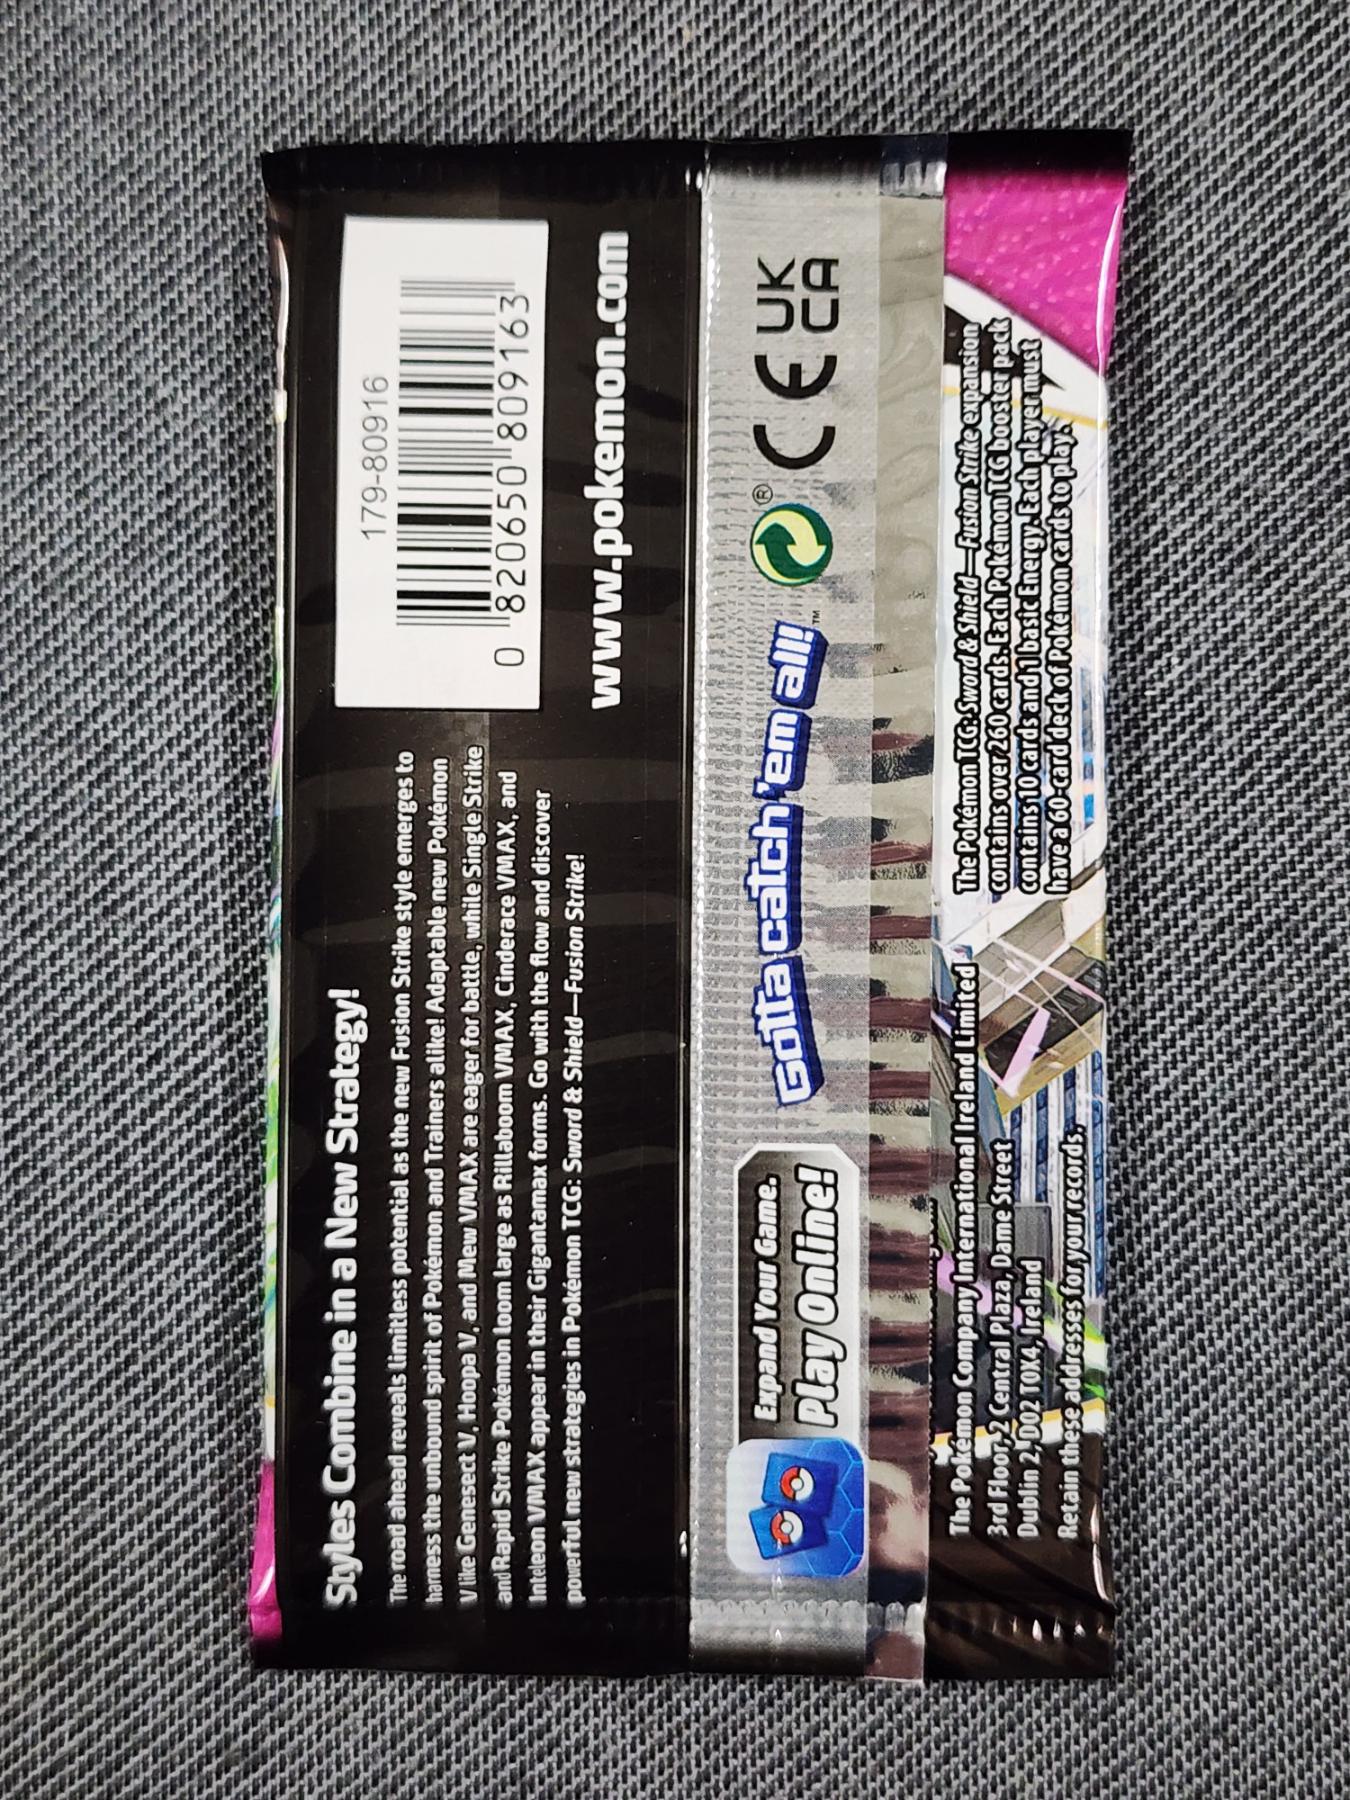 Styles Combine in a New Strategy!
The road ahead reveals limitless potential as the new Fusion Strike style emerges to
harness the unbound spirit of Pokémon and Trainers alike! Adaptable new Pokémon
V like Genesect V, Hoopa V, and Mew VMAX are eager for battle, while Single Strike
and Rapid Strike Pokémon loom large as Rillaboom VMAX, Cinderace VMAX, and
Inteleon VMAX appear in their Gigantamax forms. Go with the flow and discover
powerful new strategies in Pokémon TCG: Sword & Shield—Fusion Strike!
179-80916
0 820650 809163
www.pokemon.com
Expand Your Game.
Play Online!
Gotta catch 'em all!™
®
CE
UK
CA
The Pokémon Company International Ireland Limited
3rd Floor, 2 Central Plaza, Dame Street
Dublin 2, D02 T0X4, Ireland
Retain these addresses for your records.
The Pokémon TCG: Sword & Shield—Fusion Strike expansion
contains over 260 cards. Each Pokémon TCG booster pack
contains 10 cards and 1 basic Energy. Each player must
have a 60-card deck of Pokémon cards to play.